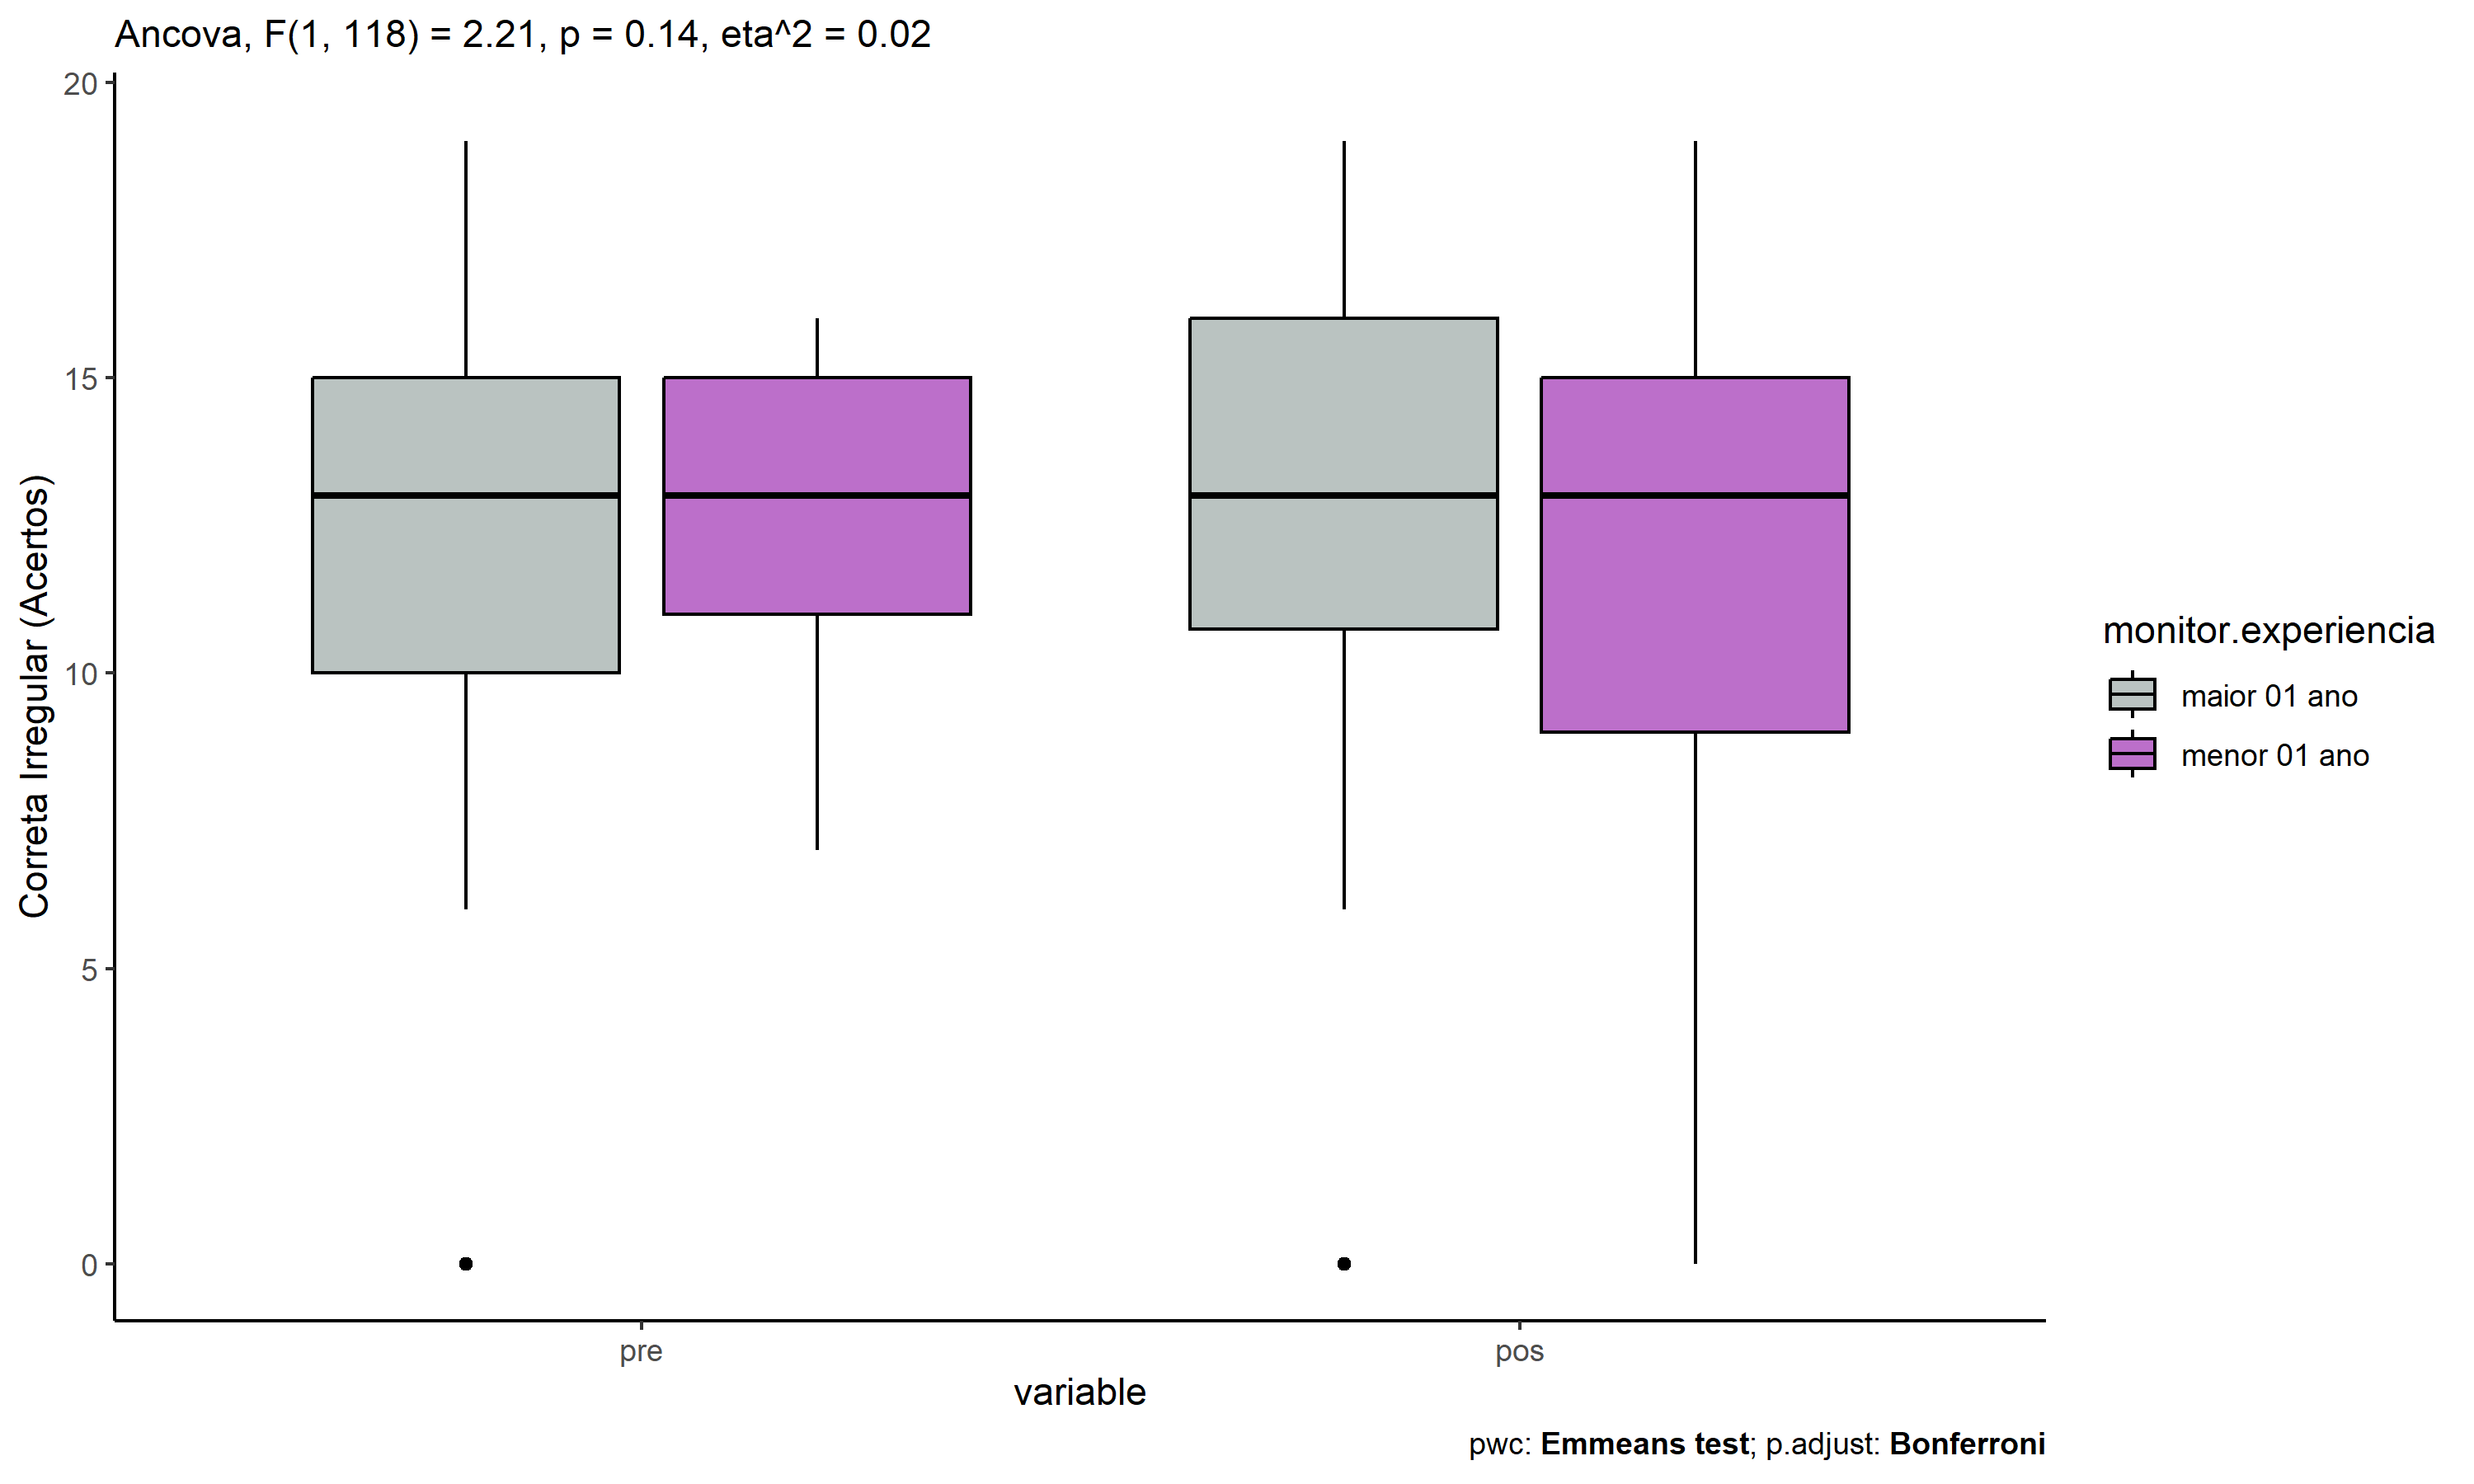 Ancova, F(1, 118) = 2.21, p = 0.14, eta^2 = 0.02
Correta Irregular (Acertos)
20
15
10
5
0
pre
pos
variable
monitor.experiencia
maior 01 ano
menor 01 ano
pwc: Emmeans test; p.adjust: Bonferroni